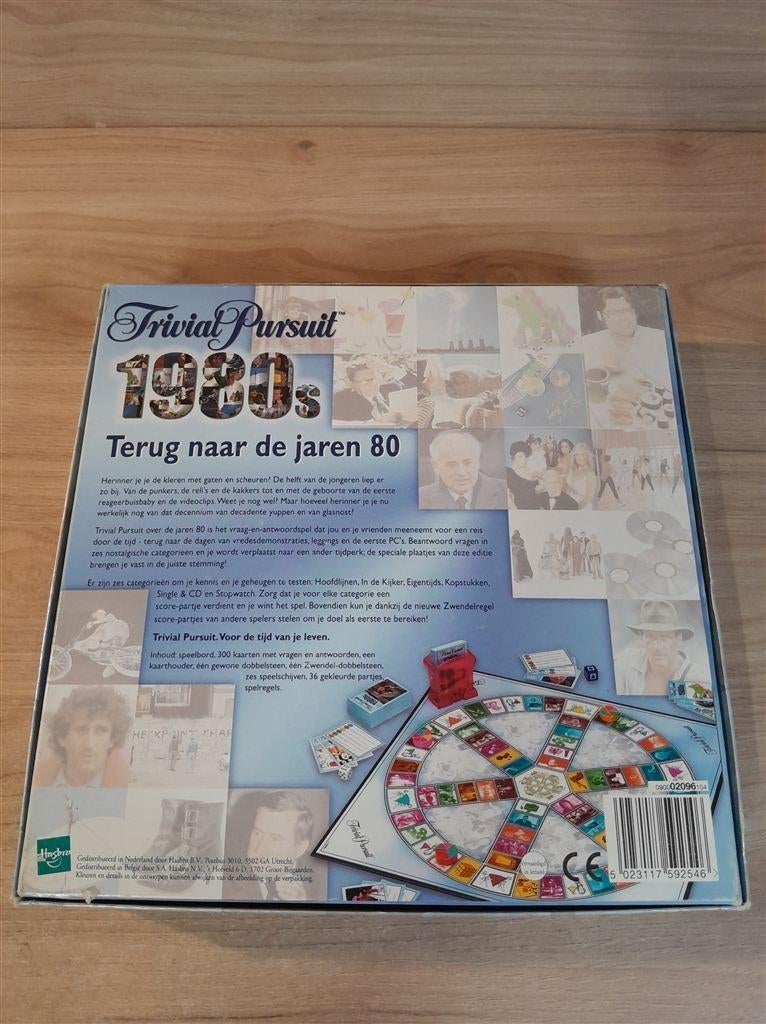 Trivial Pursuit™
1980s
Terug naar de jaren 80
Herinner je je de kleren met gaten en scheuren? De helft van de jongeren liep er
zo bij. Van de punkers, de reli's en de kakkers tot en met de geboorte van de eerste
reageerbuisbaby en de videoclips. Weet je nog wel? Maar hoeveel herinner je je nu
werkelijk nog van dat decennium van decadente yuppen en van glasnost?
Trivial Pursuit over de jaren 80 is het vraag-en-antwoordspel dat jou en je vrienden meeneemt voor een reis
door de tijd - terug naar de dagen van vredesdemonstraties, leggings en de eerste PC's. Beantwoord vragen in
zes nostalgische categorieën en je wordt verplaatst naar een ander tijdperk; de speciale plaatjes van deze editie
brengen je vast in de juiste stemming!
Er zijn zes categorieën om je kennis en je geheugen te testen: Hoofdlijnen, In de Kijker, Eigentijds, Kopstukken,
Single & CD en Stopwatch. Zorg dat je voor elke categorie een
score-partje verdient en je wint het spel. Bovendien kun je dankzij de nieuwe Zwendelregel
score-partjes van andere spelers stelen om je doel als eerste te bereiken!
Trivial Pursuit. Voor de tijd van je leven.
Inhoud: speelbord, 300 kaarten met vragen en antwoorden, een
kaarthouder, één gewone dobbelsteen, één Zwendel-dobbelsteen,
zes speelschijven, 36 gekleurde partjes,
spelregels.
HECKPOINT CHAR
Trivial Pursuit
Trivial Pursuit
Hasbro
Gedistribueerd in Nederland door Hasbro B.V., Postbus 3010, 3502 GA Utrecht.
Gedistribueerd in België door S.A. Hasbro N.V., 't Hofveld 6 D, 1702 Groot-Bijgaarden.
Kleuren en details in de ontwerpen kunnen afwijken van de afbeelding op de verpakking.
Vervaardigd
in Ierland
CE
090002096104
5 023117 592546 >